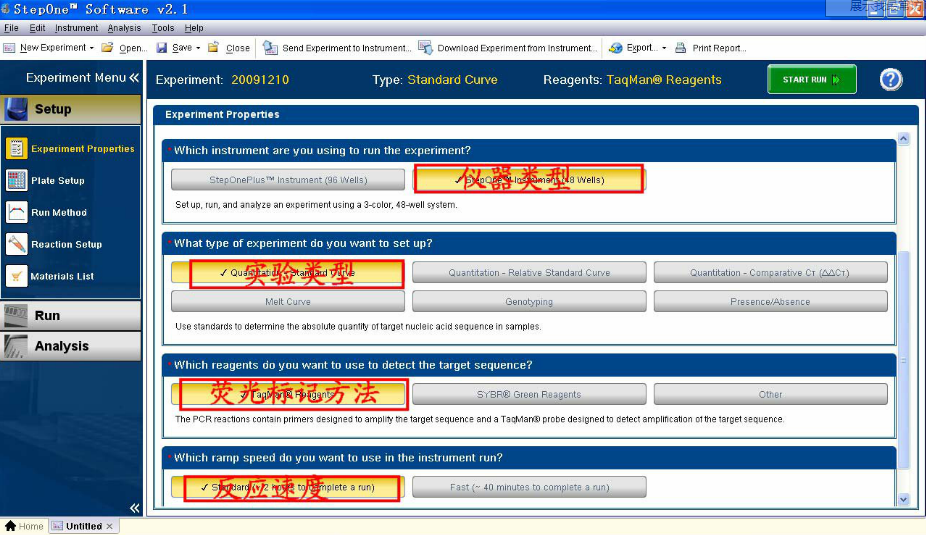 StepOne™ Software v2.1
File Edit Instrument Analysis Tools Help
New Experiment Open... Save Close Send Experiment to Instrument... Download Experiment from Instrument... Export... Print Report...
Experiment Menu «
Experiment: 20091210 Type: Standard Curve Reagents: TaqMan® Reagents START RUN
Setup
Experiment Properties
Plate Setup
Run Method
Reaction Setup
Materials List
Run
Analysis
Experiment Properties
* Which instrument are you using to run the experiment?
StepOnePlus™ Instrument (96 Wells)
✓ StepOne™ Instrument (48 Wells)
仪器类型
Set up, run, and analyze an experiment using a 3-color, 48-well system.
* What type of experiment do you want to set up?
✓ Quantitation - Standard Curve
实验类型
Quantitation - Relative Standard Curve
Quantitation - Comparative CT (ΔΔCT)
Melt Curve
Genotyping
Presence/Absence
Use standards to determine the absolute quantity of target nucleic acid sequence in samples.
* Which reagents do you want to use to detect the target sequence?
✓ TaqMan® Reagents
荧光标记方法
SYBR® Green Reagents
Other
The PCR reactions contain primers designed to amplify the target sequence and a TaqMan® probe designed to detect amplification of the target sequence.
* Which ramp speed do you want to use in the instrument run?
✓ Standard (~ 2 hours to complete a run)
反应速度
Fast (~ 40 minutes to complete a run)
«
Home Untitled ×